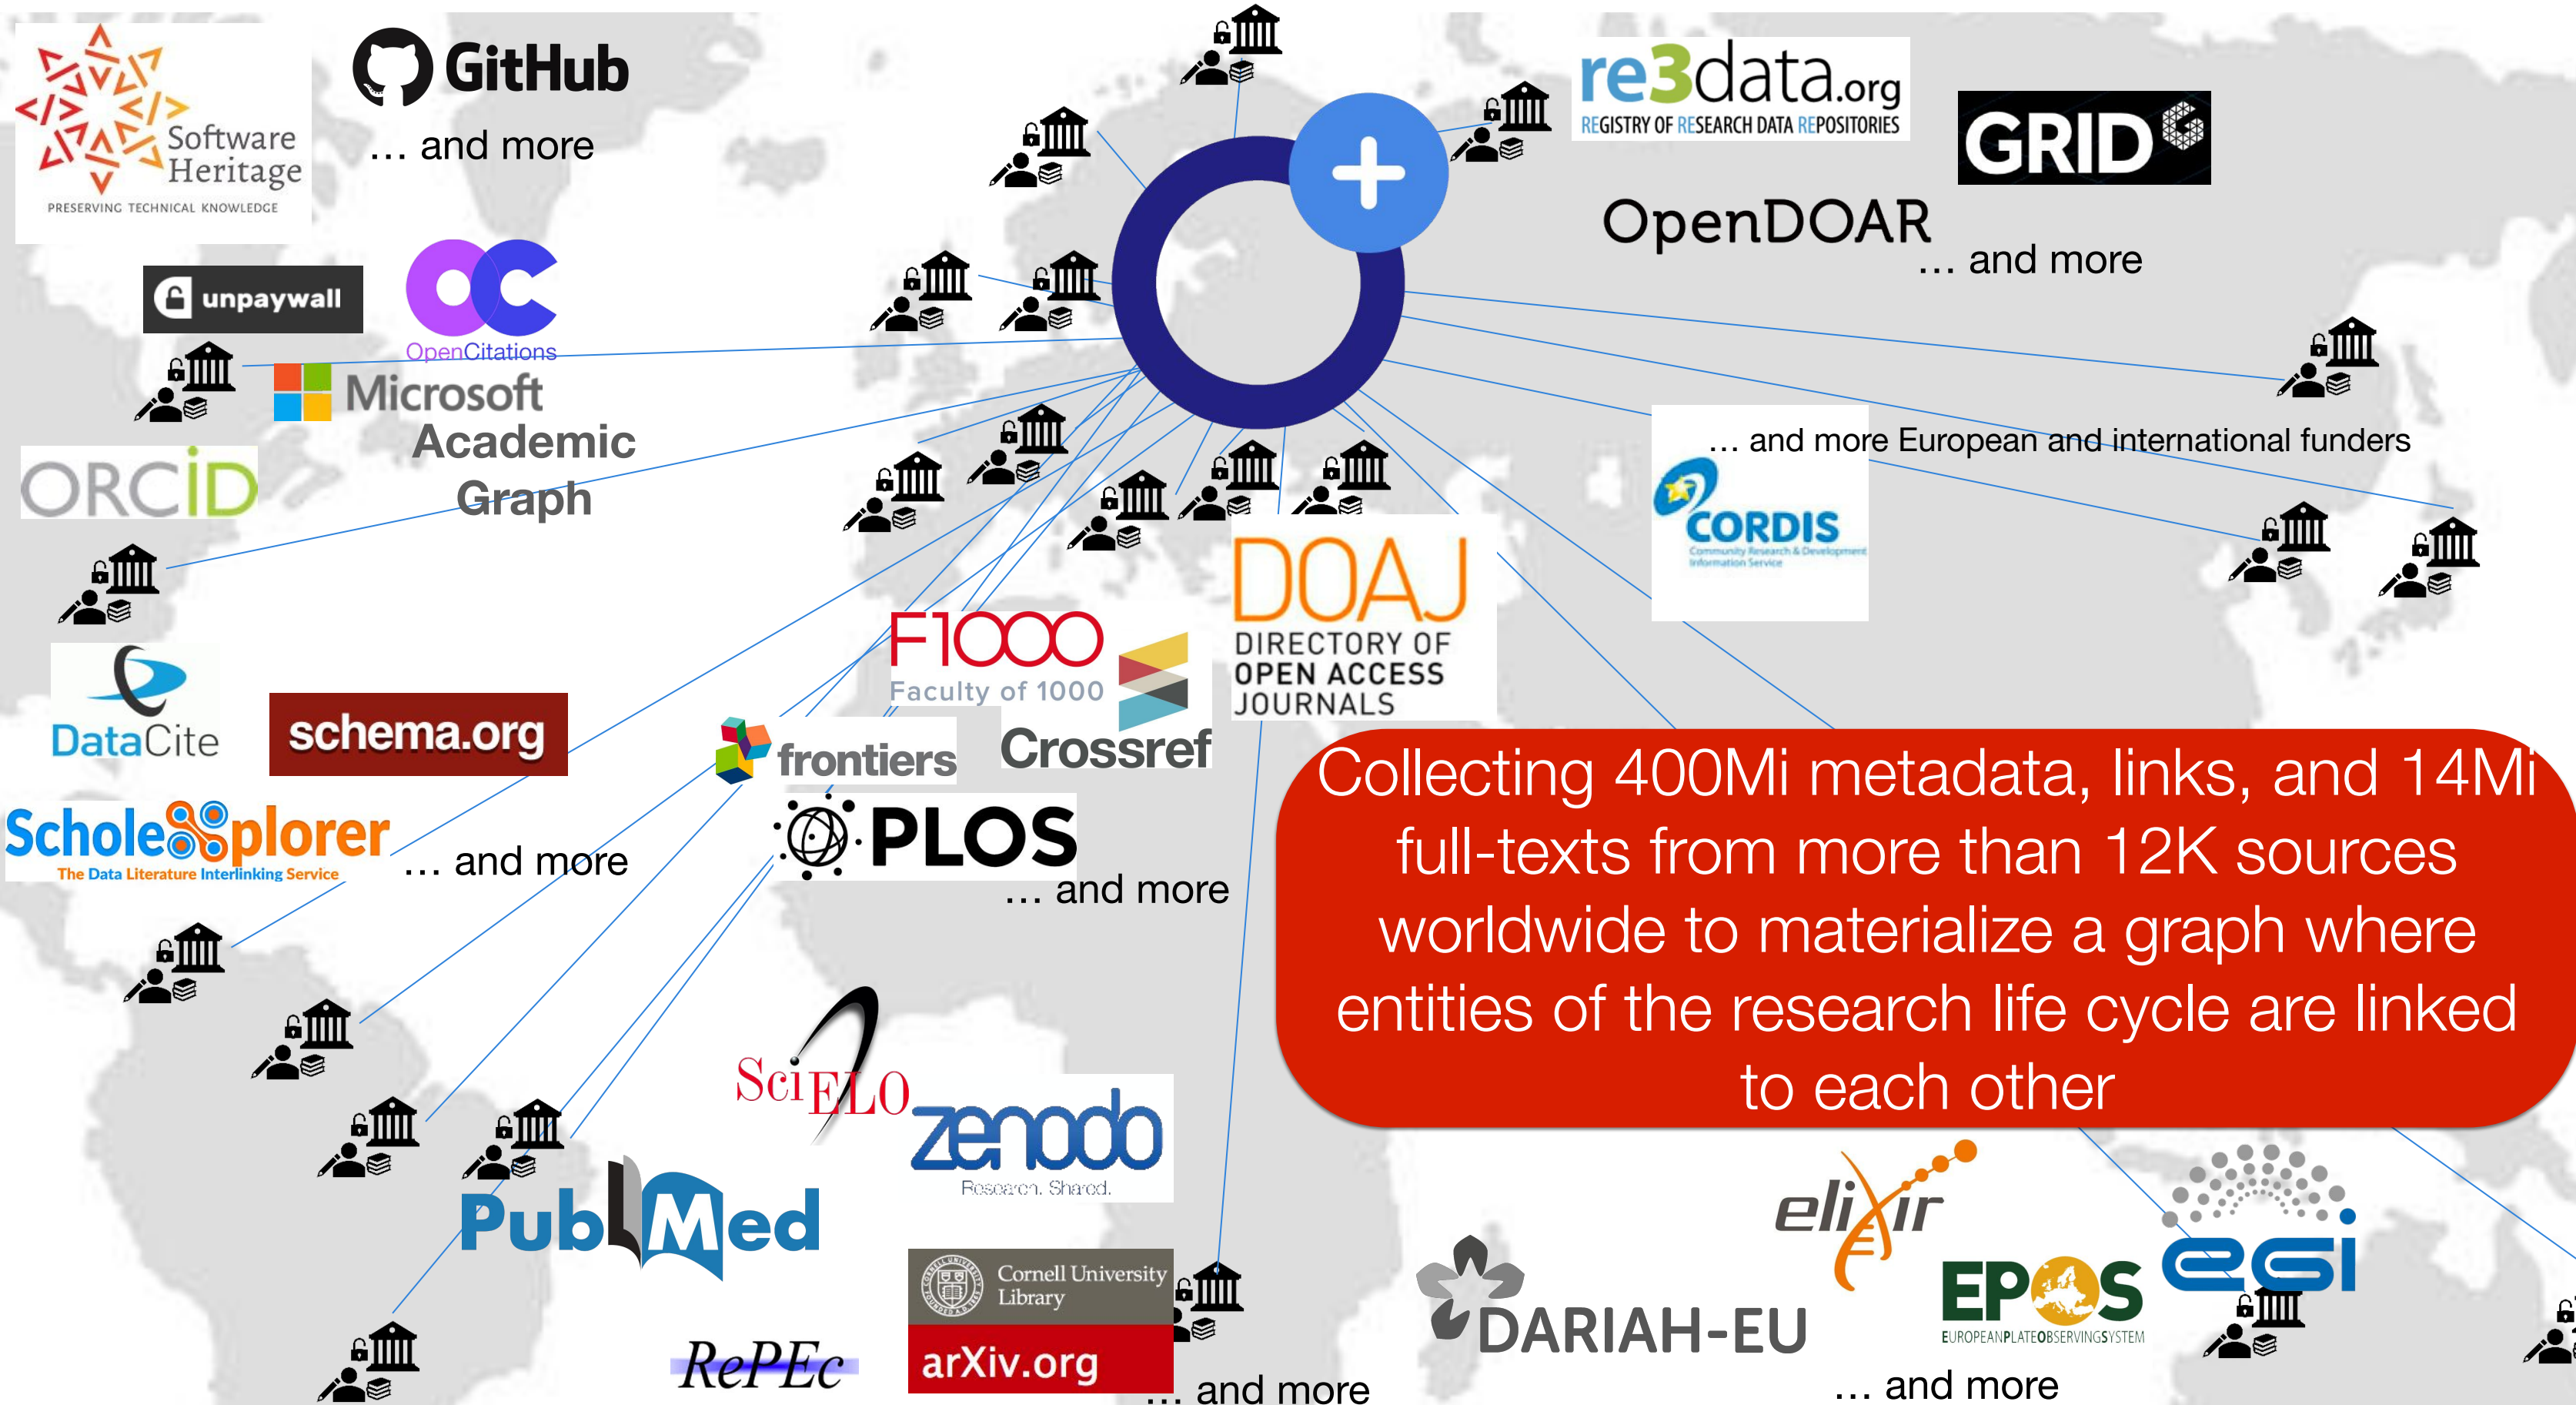 Software
Heritage
PRESERVING TECHNICAL KNOWLEDGE
GitHub
... and more
re3data.org
REGISTRY OF RESEARCH DATA REPOSITORIES
GRID
OpenDOAR
... and more
unpaywall
OpenCitations
Microsoft
Academic
Graph
ORCiD
... and more European and international funders
CORDIS
Community Research & Development
Information Service
DataCite
schema.org
ScholeXplorer
The Data Literature Interlinking Service
... and more
F1000
Faculty of 1000
Crossref
frontiers
PLOS
... and more
DOAJ
DIRECTORY OF
OPEN ACCESS
JOURNALS
Collecting 400Mi metadata, links, and 14Mi
full-texts from more than 12K sources
worldwide to materialize a graph where
entities of the research life cycle are linked
to each other
SciELO
zenodo
Research. Shared.
PubMed
Cornell University
Library
arXiv.org
RePEc
... and more
DARIAH-EU
elixir
EPOS
EUROPEANPLATEOBSERVINGSYSTEM
egi
... and more